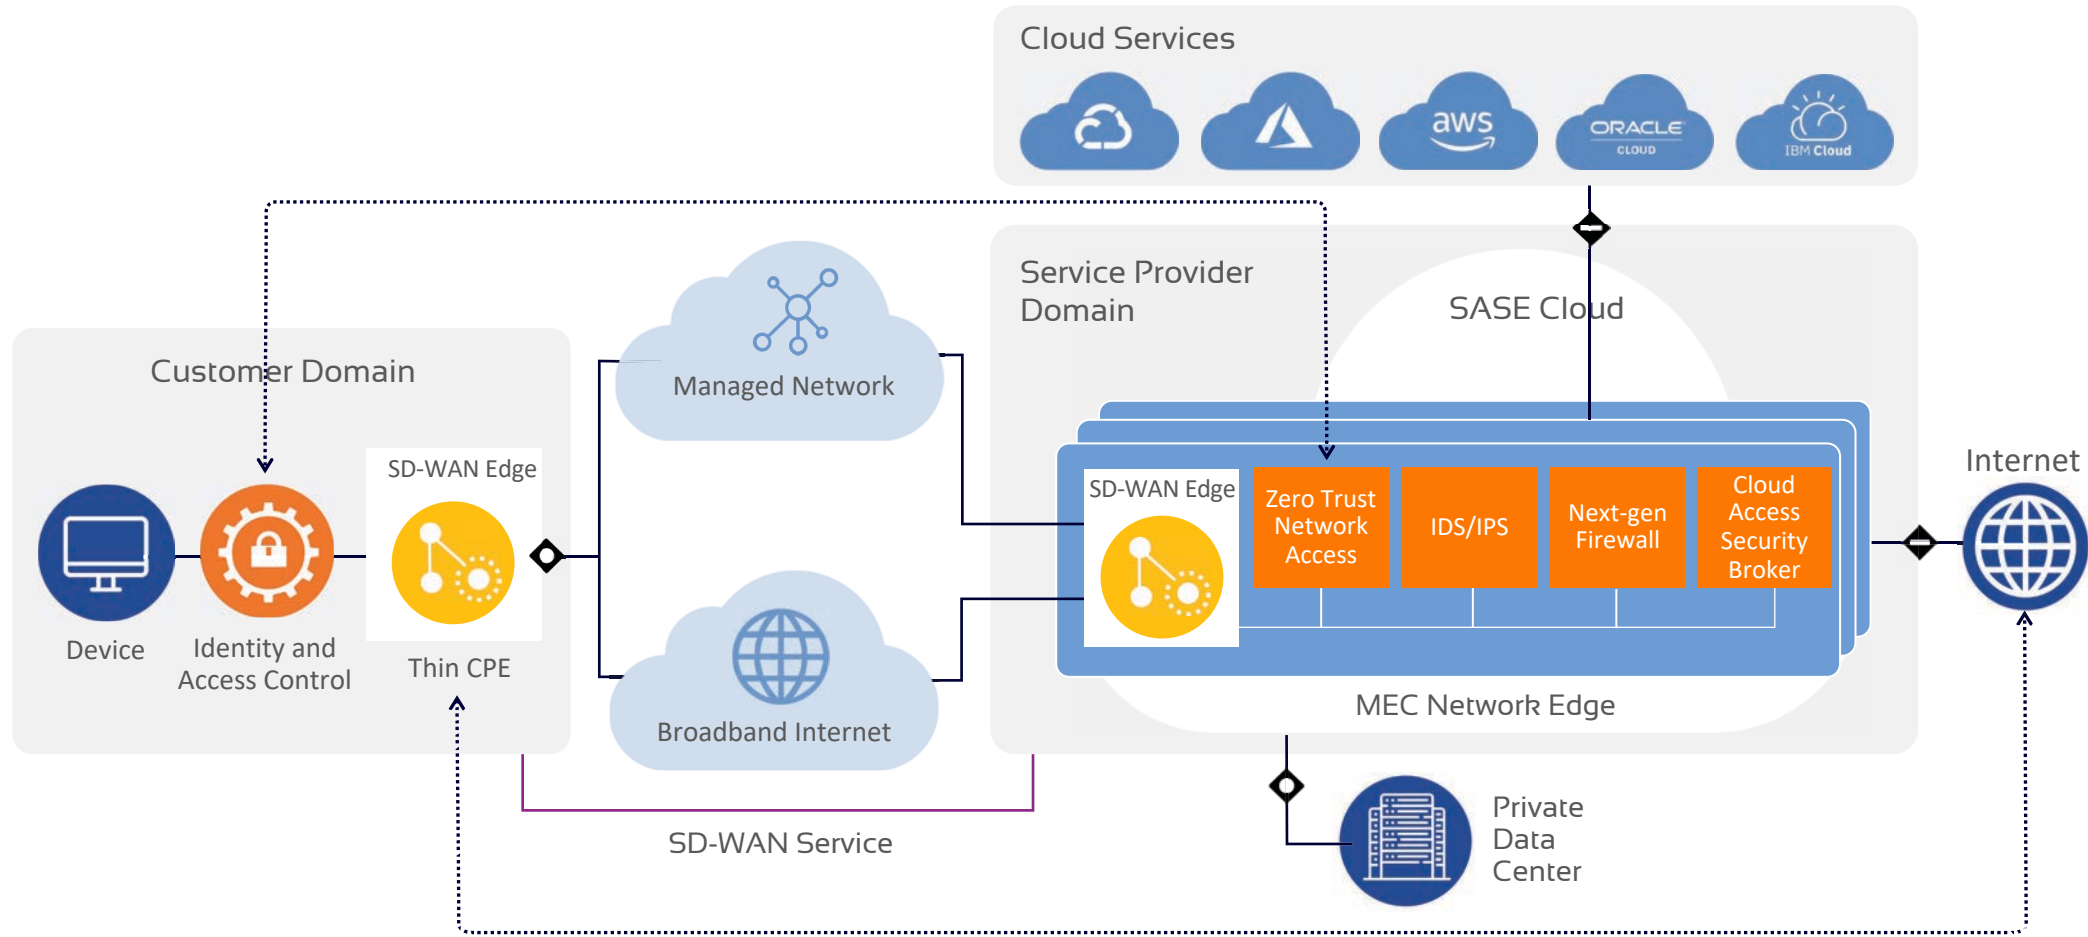 Cloud Services
aws
ORACLE
CLOUD
IBM Cloud
Service Provider
Domain
SASE Cloud
Customer Domain
Managed Network
SD-WAN Edge
Internet
SD-WAN Edge
Zero Trust
Network
Access
IDS/IPS
Next-gen
Firewall
Cloud
Access
Security
Broker
Device
Identity and
Access Control
Thin CPE
Broadband Internet
MEC Network Edge
SD-WAN Service
Private
Data
Center